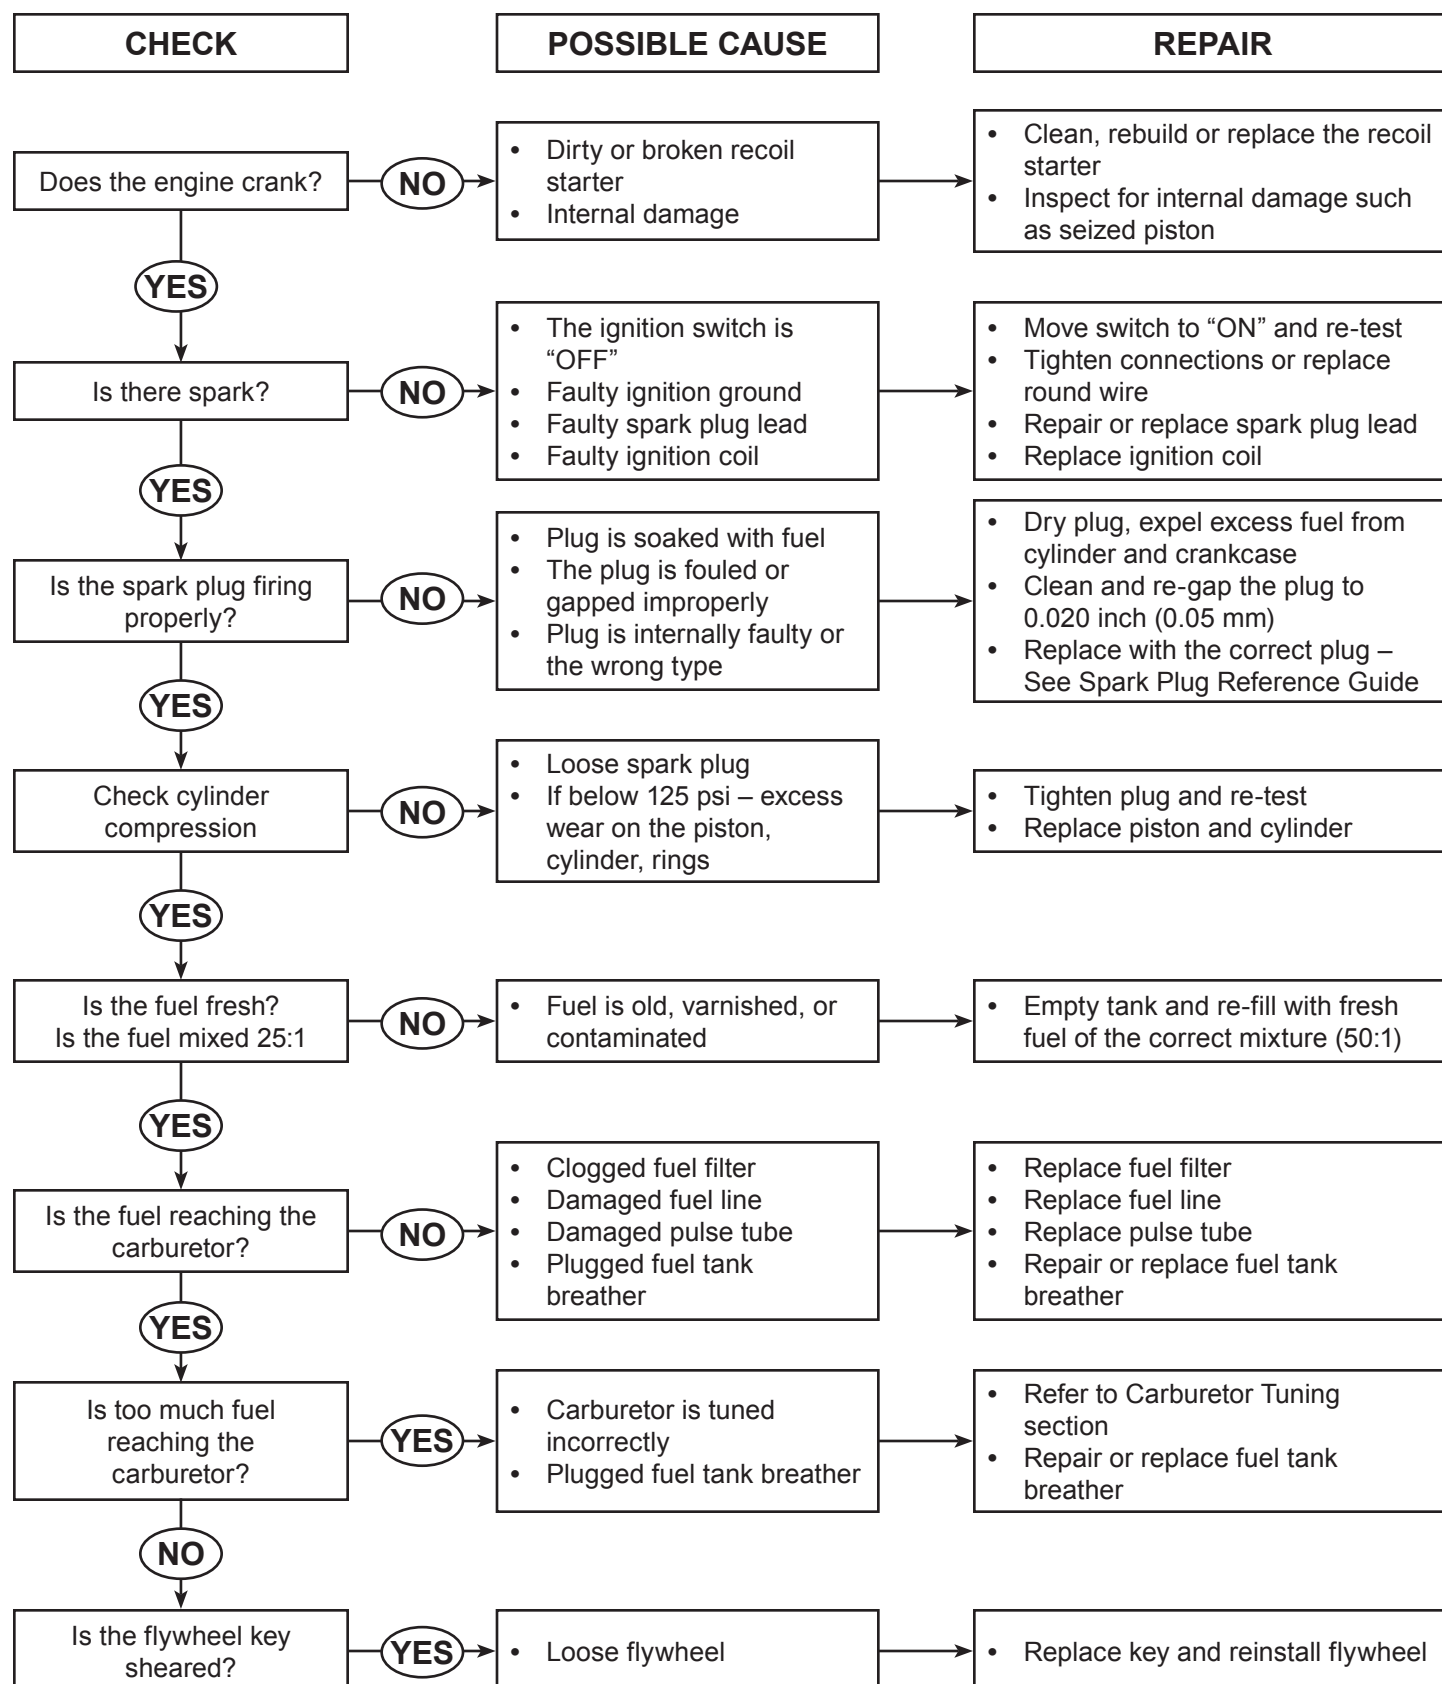 CHECK
POSSIBLE CAUSE
REPAIR
Does the engine crank?
NO
• Dirty or broken recoil
starter
• Internal damage
• Clean, rebuild or replace the recoil
starter
• Inspect for internal damage such
as seized piston
YES
Is there spark?
NO
• The ignition switch is
“OFF”
• Faulty ignition ground
• Faulty spark plug lead
• Faulty ignition coil
• Move switch to “ON” and re-test
• Tighten connections or replace
round wire
• Repair or replace spark plug lead
• Replace ignition coil
YES
Is the spark plug firing
properly?
NO
• Plug is soaked with fuel
• The plug is fouled or
gapped improperly
• Plug is internally faulty or
the wrong type
• Dry plug, expel excess fuel from
cylinder and crankcase
• Clean and re-gap the plug to
0.020 inch (0.05 mm)
• Replace with the correct plug –
See Spark Plug Reference Guide
YES
Check cylinder
compression
NO
• Loose spark plug
• If below 125 psi – excess
wear on the piston,
cylinder, rings
• Tighten plug and re-test
• Replace piston and cylinder
YES
Is the fuel fresh?
Is the fuel mixed 25:1
NO
• Fuel is old, varnished, or
contaminated
• Empty tank and re-fill with fresh
fuel of the correct mixture (50:1)
YES
Is the fuel reaching the
carburetor?
NO
• Clogged fuel filter
• Damaged fuel line
• Damaged pulse tube
• Plugged fuel tank
breather
• Replace fuel filter
• Replace fuel line
• Replace pulse tube
• Repair or replace fuel tank
breather
YES
Is too much fuel
reaching the
carburetor?
YES
• Carburetor is tuned
incorrectly
• Plugged fuel tank breather
• Refer to Carburetor Tuning
section
• Repair or replace fuel tank
breather
NO
Is the flywheel key
sheared?
YES
• Loose flywheel
• Replace key and reinstall flywheel